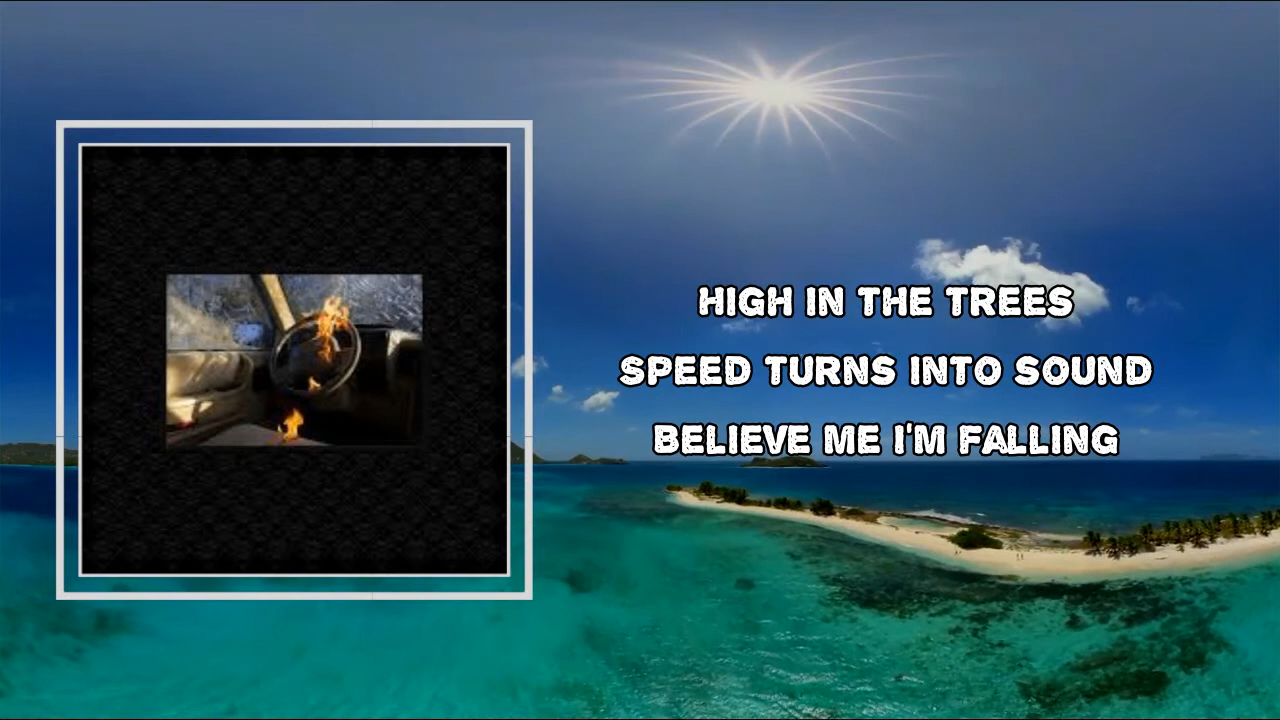 HIGH IN THE TREES
SPEED TURNS INTO SOUND
BELIEVE ME I'M FALLING